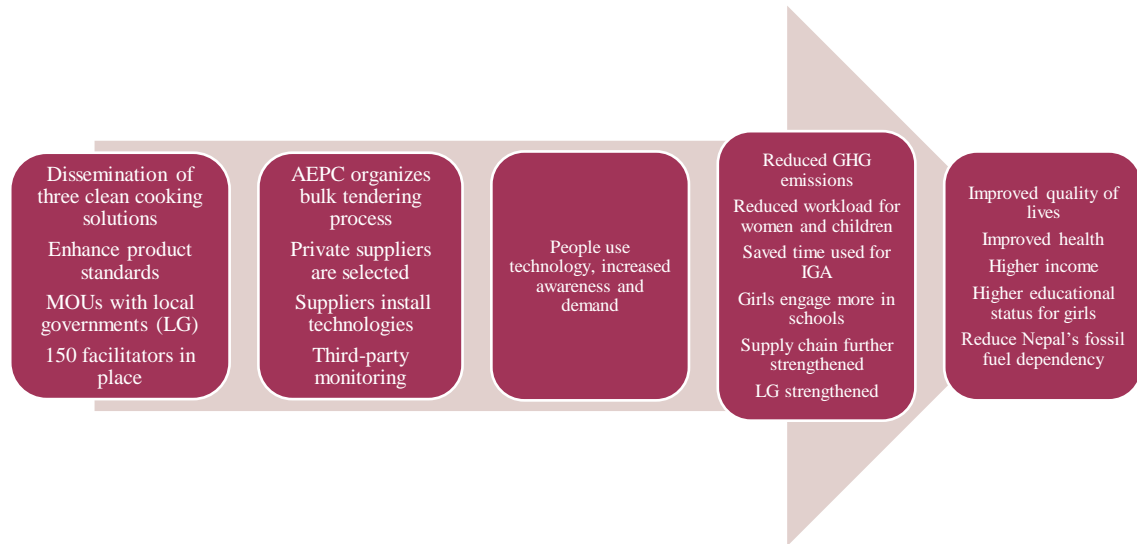 Dissemination of
three clean cooking
solutions
Enhance product
standards
MOUs with local
governments (LG)
150 facilitators in
place
AEPC organizes
bulk tendering
process
Private suppliers
are selected
Suppliers install
technologies
Third-party
monitoring
People use
technology, increased
awareness and
demand
Reduced GHG
emissions
Reduced workload for
women and children
Saved time used for
IGA
Girls engage more in
schools
Supply chain further
strengthened
LG strengthened
Improved quality of
lives
Improved health
Higher income
Higher educational
status for girls
Reduce Nepal’s fossil
fuel dependency